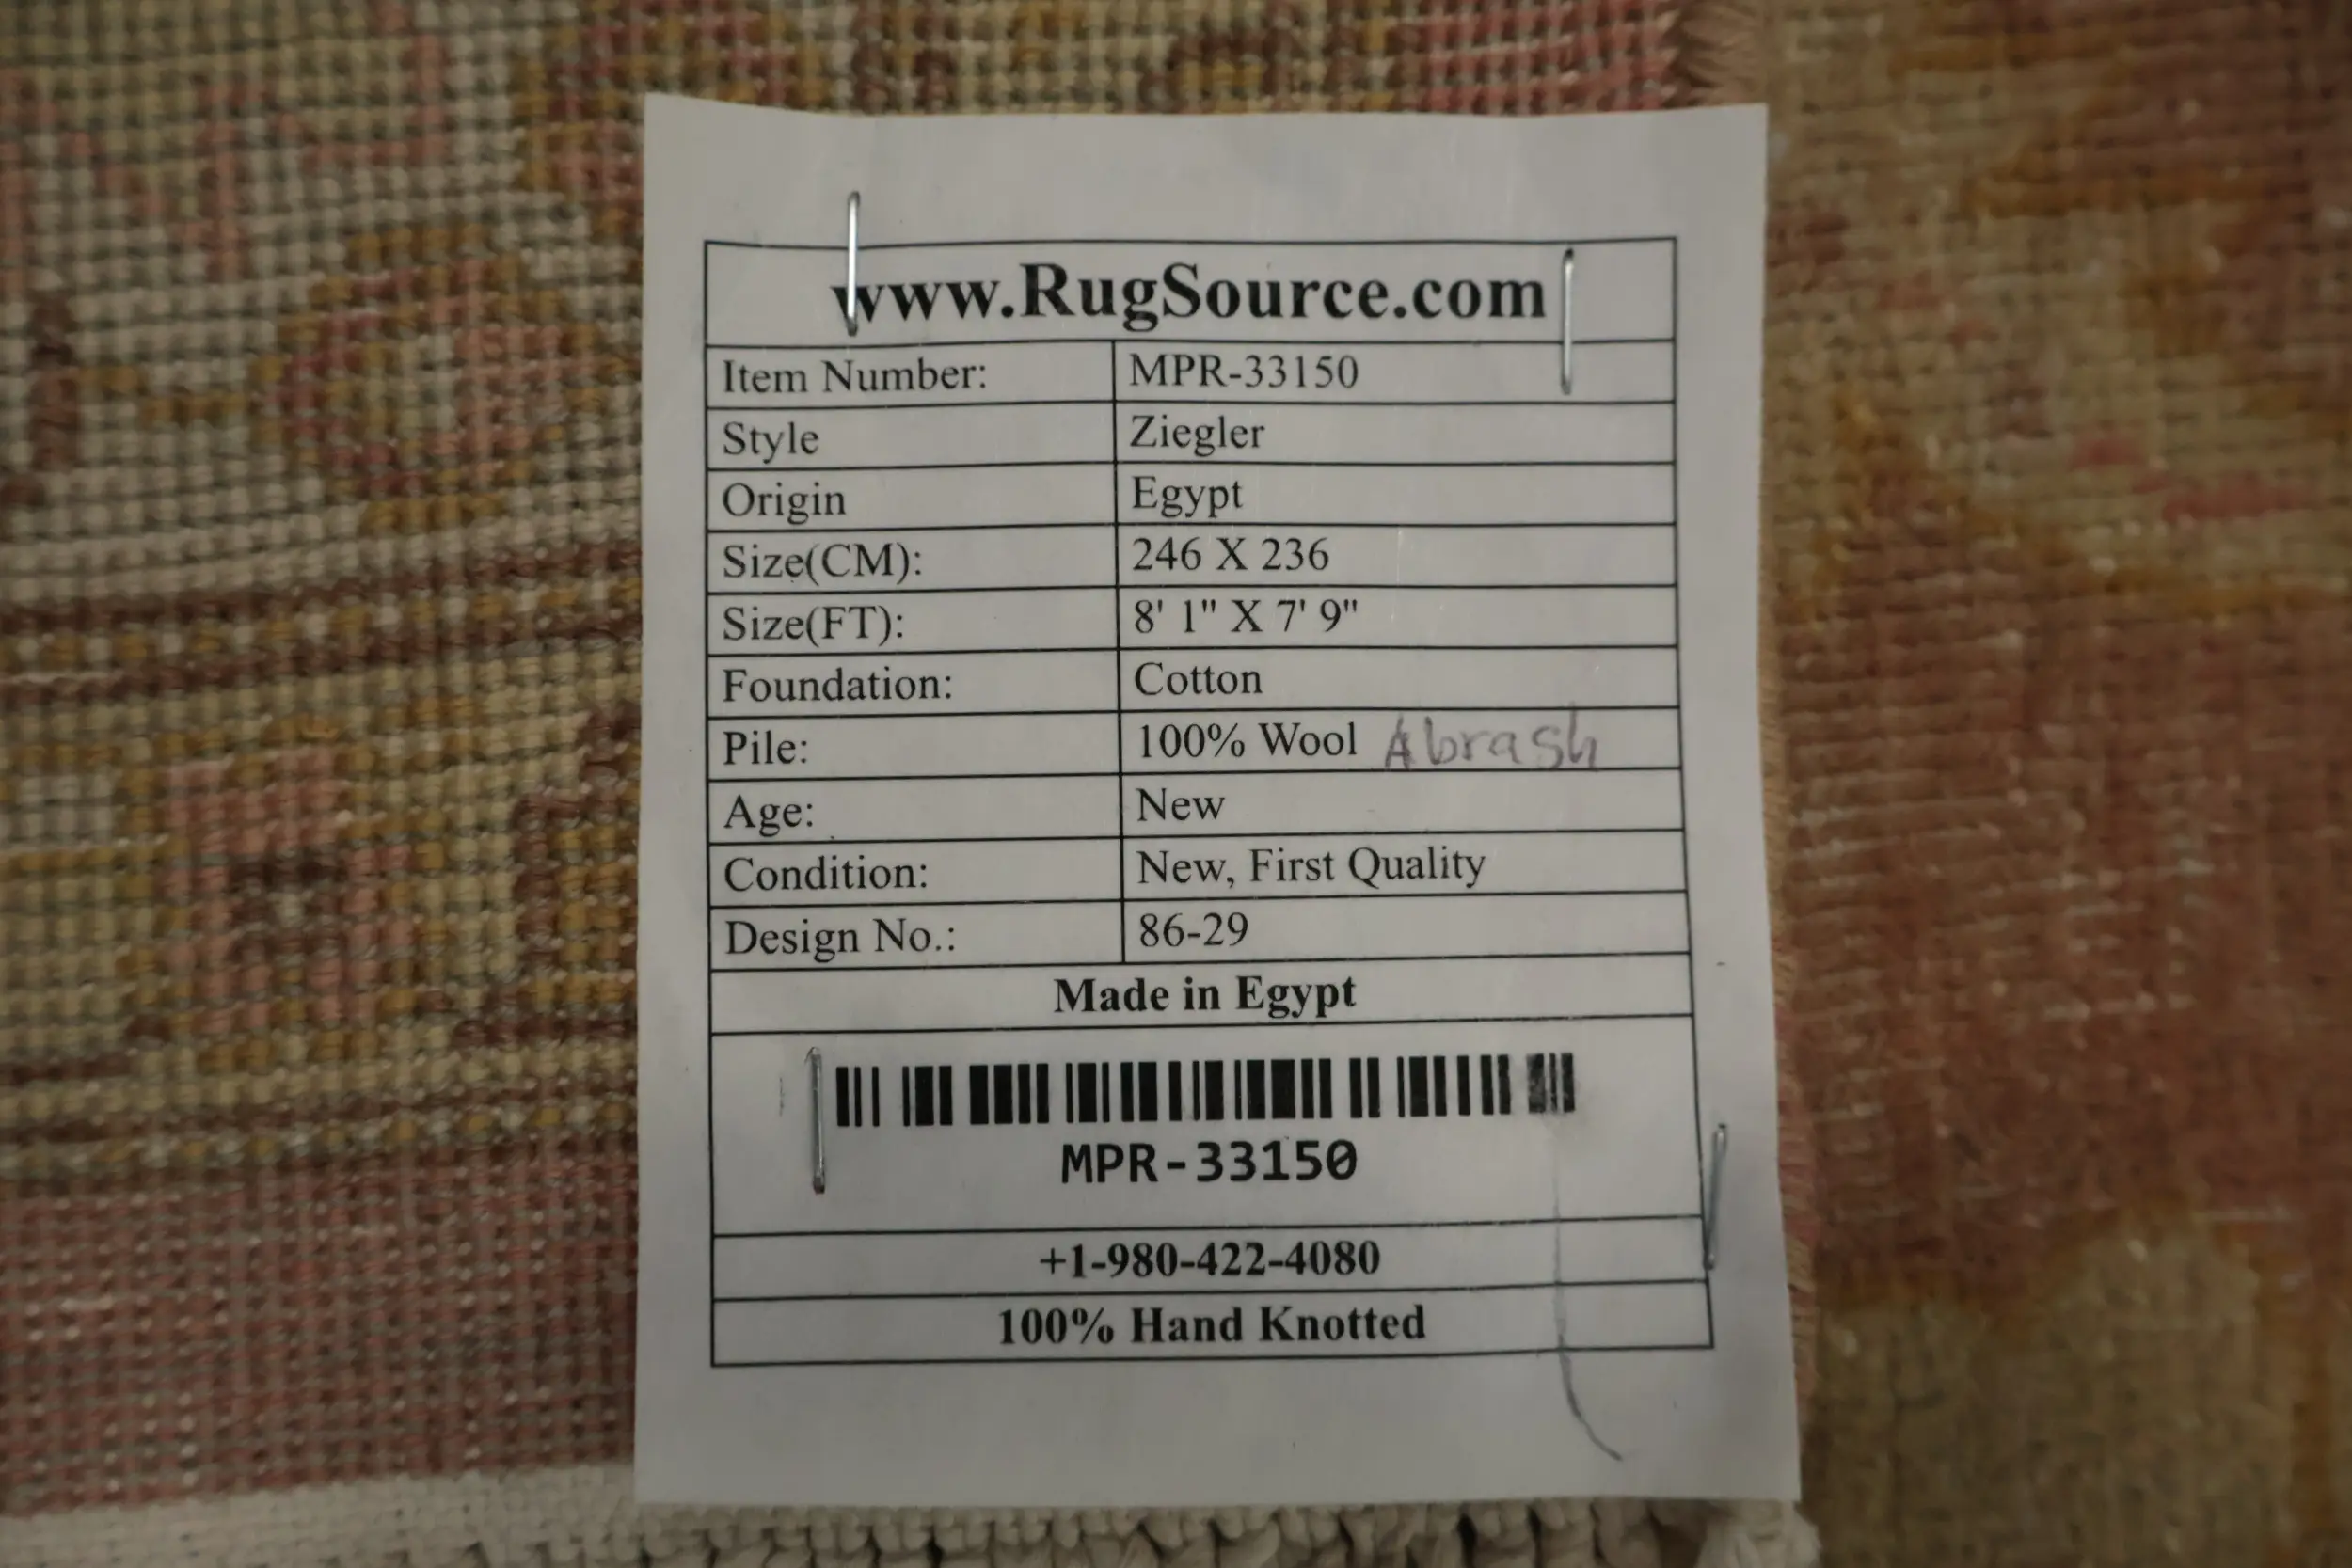 www.RugSource.com
Item Number: MPR-33150
Style Ziegler
Origin Egypt
Size(CM): 246 X 236
Size(FT): 8' 1" X 7' 9"
Foundation: Cotton
Pile: 100% Wool Abrash
Age: New
Condition: New, First Quality
Design No.: 86-29
Made in Egypt
MPR-33150
+1-980-422-4080
100% Hand Knotted